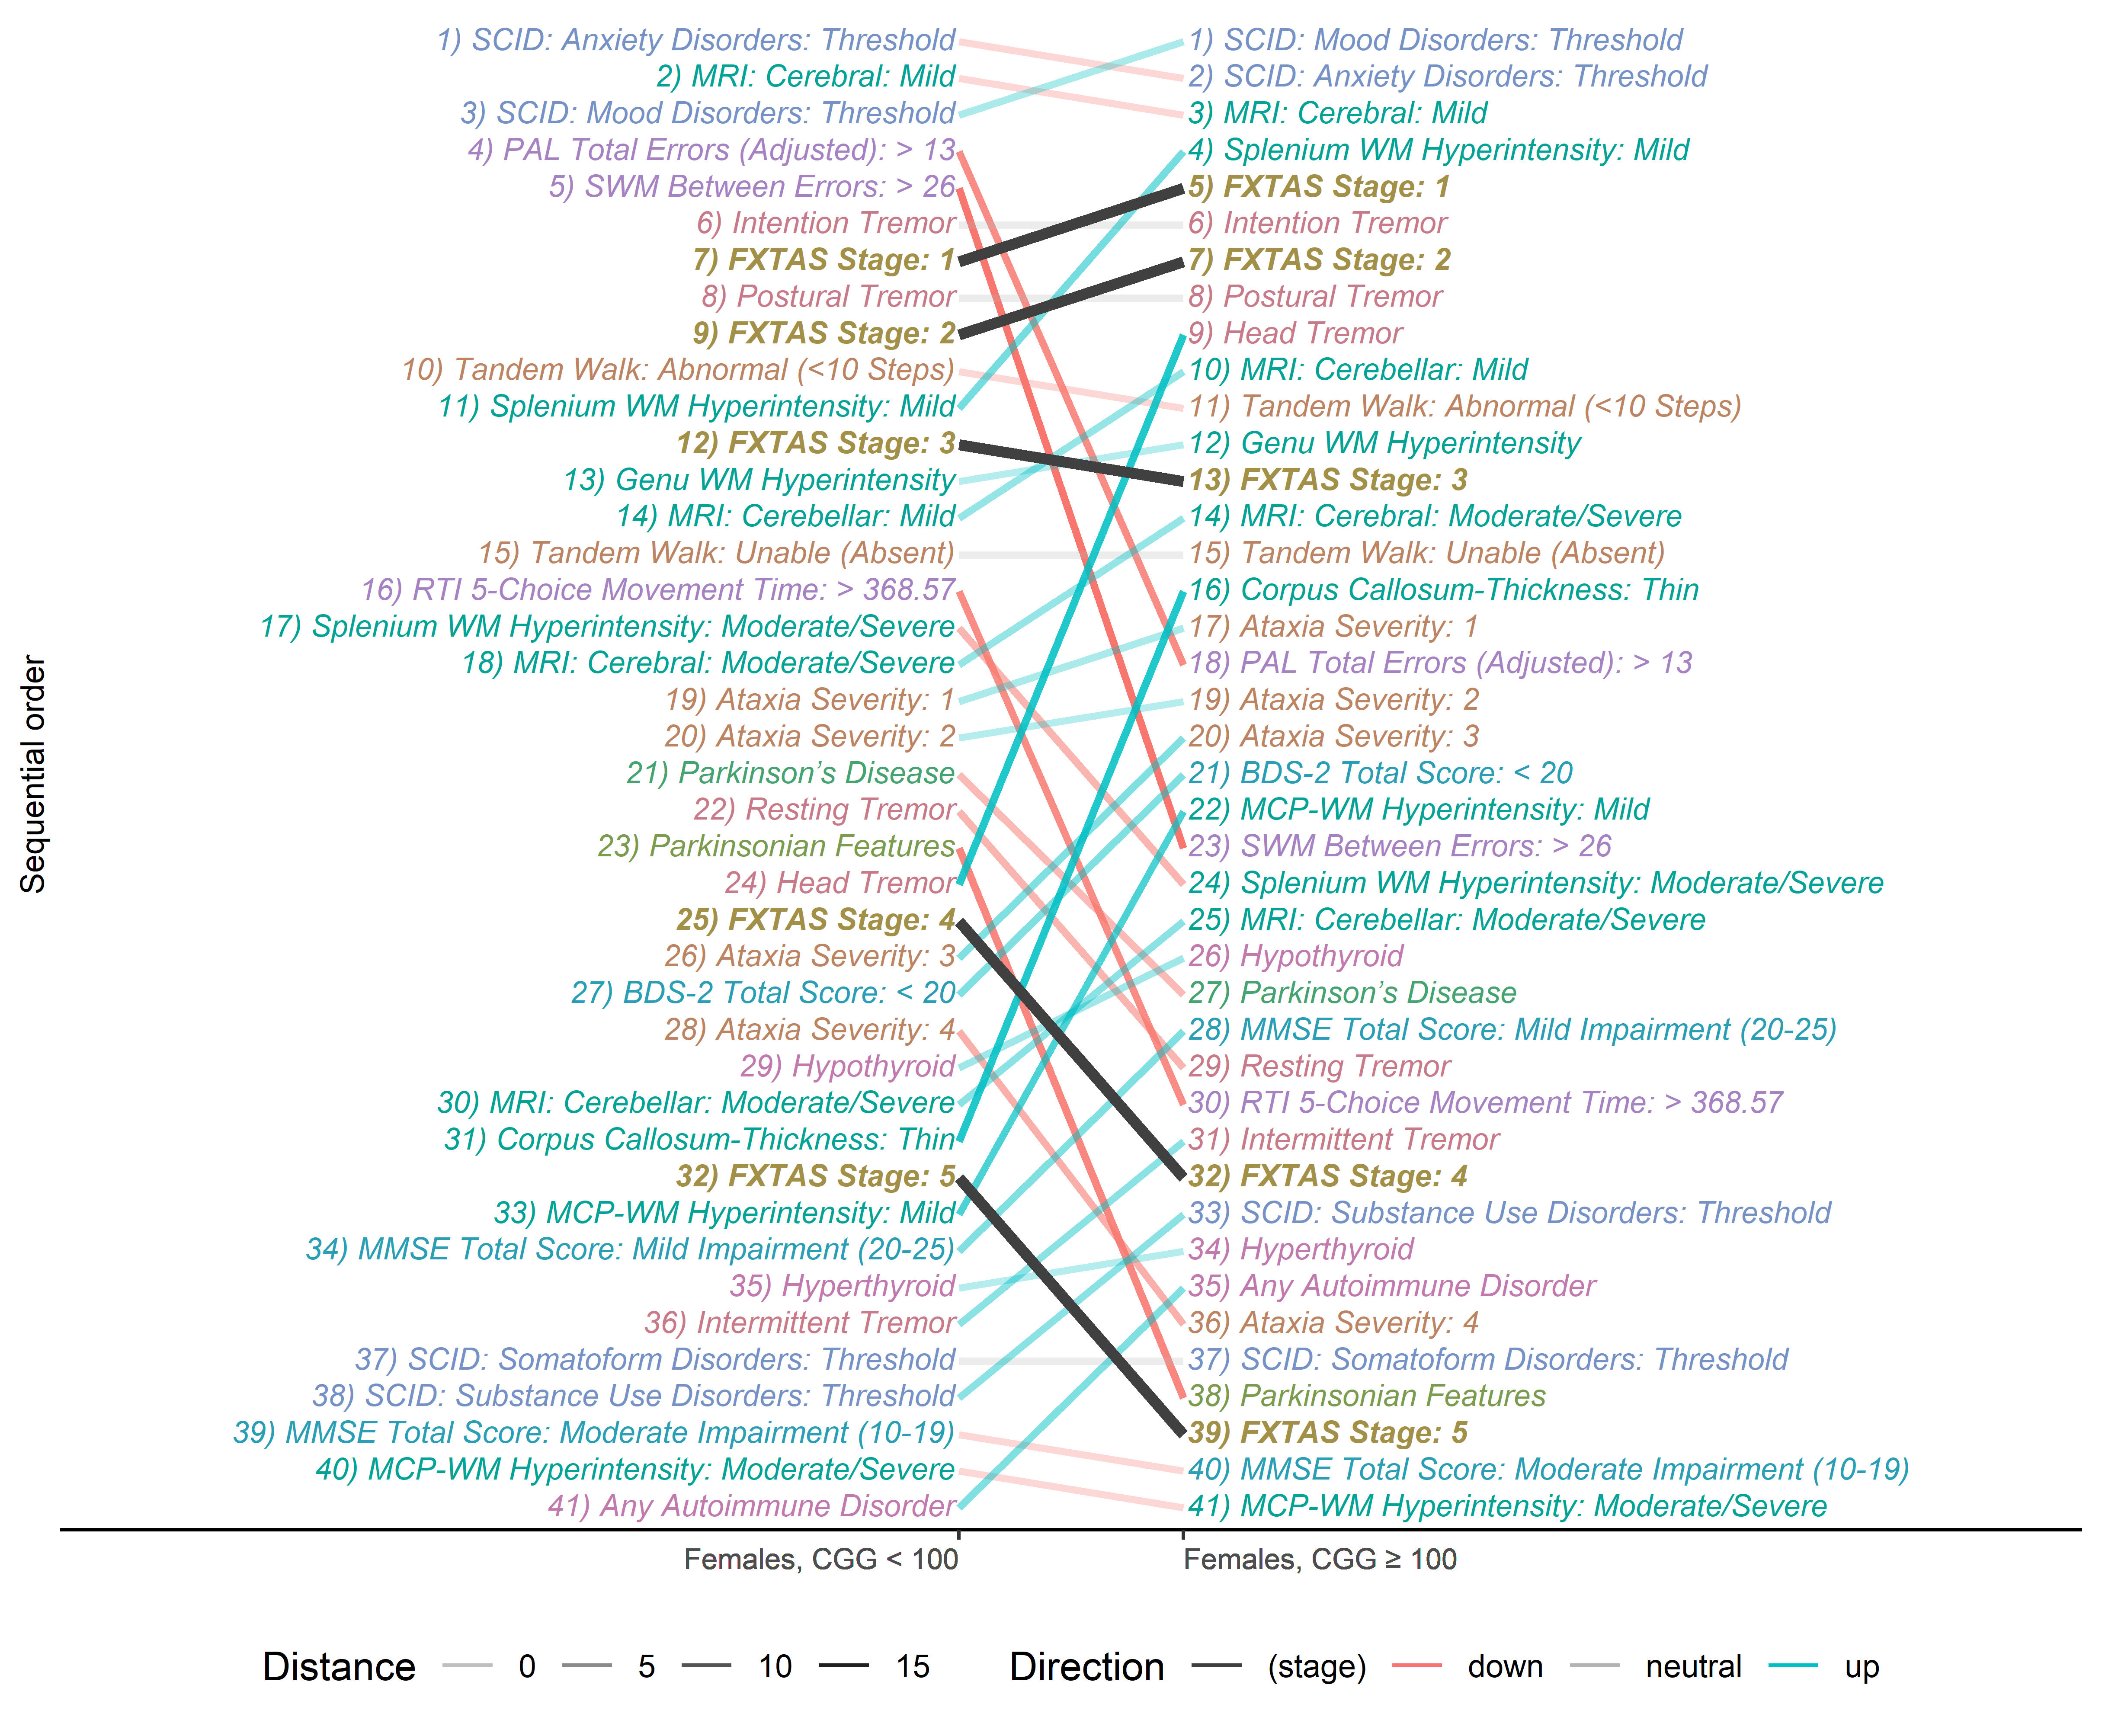 Sequential order
1) SCID: Anxiety Disorders: Threshold
2) MRI: Cerebral: Mild
3) SCID: Mood Disorders: Threshold
4) PAL Total Errors (Adjusted): > 13
5) SWM Between Errors: > 26
6) Intention Tremor
7) FXTAS Stage: 1
8) Postural Tremor
9) FXTAS Stage: 2
10) Tandem Walk: Abnormal (<10 Steps)
11) Splenium WM Hyperintensity: Mild
12) FXTAS Stage: 3
13) Genu WM Hyperintensity
14) MRI: Cerebellar: Mild
15) Tandem Walk: Unable (Absent)
16) RTI 5-Choice Movement Time: > 368.57
17) Splenium WM Hyperintensity: Moderate/Severe
18) MRI: Cerebral: Moderate/Severe
19) Ataxia Severity: 1
20) Ataxia Severity: 2
21) Parkinson’s Disease
22) Resting Tremor
23) Parkinsonian Features
24) Head Tremor
25) FXTAS Stage: 4
26) Ataxia Severity: 3
27) BDS-2 Total Score: < 20
28) Ataxia Severity: 4
29) Hypothyroid
30) MRI: Cerebellar: Moderate/Severe
31) Corpus Callosum-Thickness: Thin
32) FXTAS Stage: 5
33) MCP-WM Hyperintensity: Mild
34) MMSE Total Score: Mild Impairment (20-25)
35) Hyperthyroid
36) Intermittent Tremor
37) SCID: Somatoform Disorders: Threshold
38) SCID: Substance Use Disorders: Threshold
39) MMSE Total Score: Moderate Impairment (10-19)
40) MCP-WM Hyperintensity: Moderate/Severe
41) Any Autoimmune Disorder
1) SCID: Mood Disorders: Threshold
2) SCID: Anxiety Disorders: Threshold
3) MRI: Cerebral: Mild
4) Splenium WM Hyperintensity: Mild
5) FXTAS Stage: 1
6) Intention Tremor
7) FXTAS Stage: 2
8) Postural Tremor
9) Head Tremor
10) MRI: Cerebellar: Mild
11) Tandem Walk: Abnormal (<10 Steps)
12) Genu WM Hyperintensity
13) FXTAS Stage: 3
14) MRI: Cerebral: Moderate/Severe
15) Tandem Walk: Unable (Absent)
16) Corpus Callosum-Thickness: Thin
17) Ataxia Severity: 1
18) PAL Total Errors (Adjusted): > 13
19) Ataxia Severity: 2
20) Ataxia Severity: 3
21) BDS-2 Total Score: < 20
22) MCP-WM Hyperintensity: Mild
23) SWM Between Errors: > 26
24) Splenium WM Hyperintensity: Moderate/Severe
25) MRI: Cerebellar: Moderate/Severe
26) Hypothyroid
27) Parkinson’s Disease
28) MMSE Total Score: Mild Impairment (20-25)
29) Resting Tremor
30) RTI 5-Choice Movement Time: > 368.57
31) Intermittent Tremor
32) FXTAS Stage: 4
33) SCID: Substance Use Disorders: Threshold
34) Hyperthyroid
35) Any Autoimmune Disorder
36) Ataxia Severity: 4
37) SCID: Somatoform Disorders: Threshold
38) Parkinsonian Features
39) FXTAS Stage: 5
40) MMSE Total Score: Moderate Impairment (10-19)
41) MCP-WM Hyperintensity: Moderate/Severe
Females, CGG < 100
Females, CGG ≥ 100
Distance 0 5 10 15
Direction (stage) down neutral up